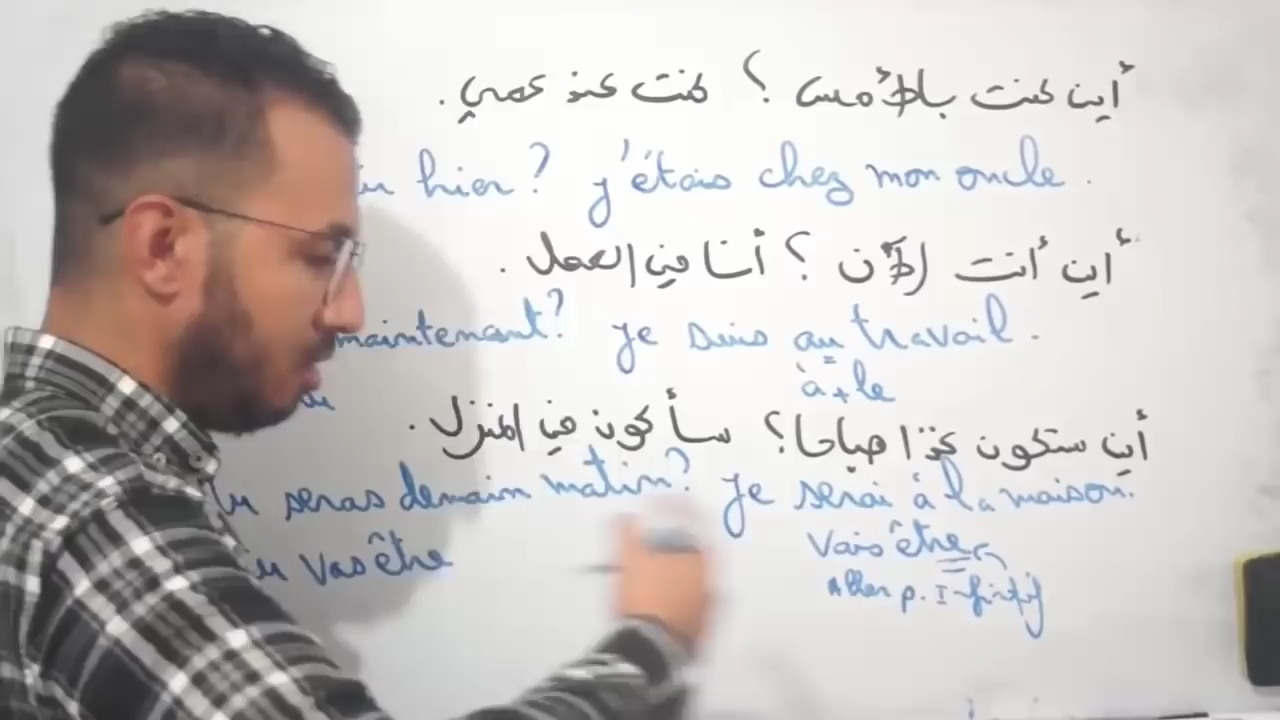 أين كنت بالأمس ؟ كنت عند عمي .
hier ? j'étais chez mon oncle .
أين أنت الآن ؟ أنا في العمل .
maintenant ? Je suis au travail .
à + le
أين ستكون غدا صباحا ؟ سأكون في المنزل .
tu seras demain matin ? Je serai à la maison .
vas être vais être
Aller p. Infinitif